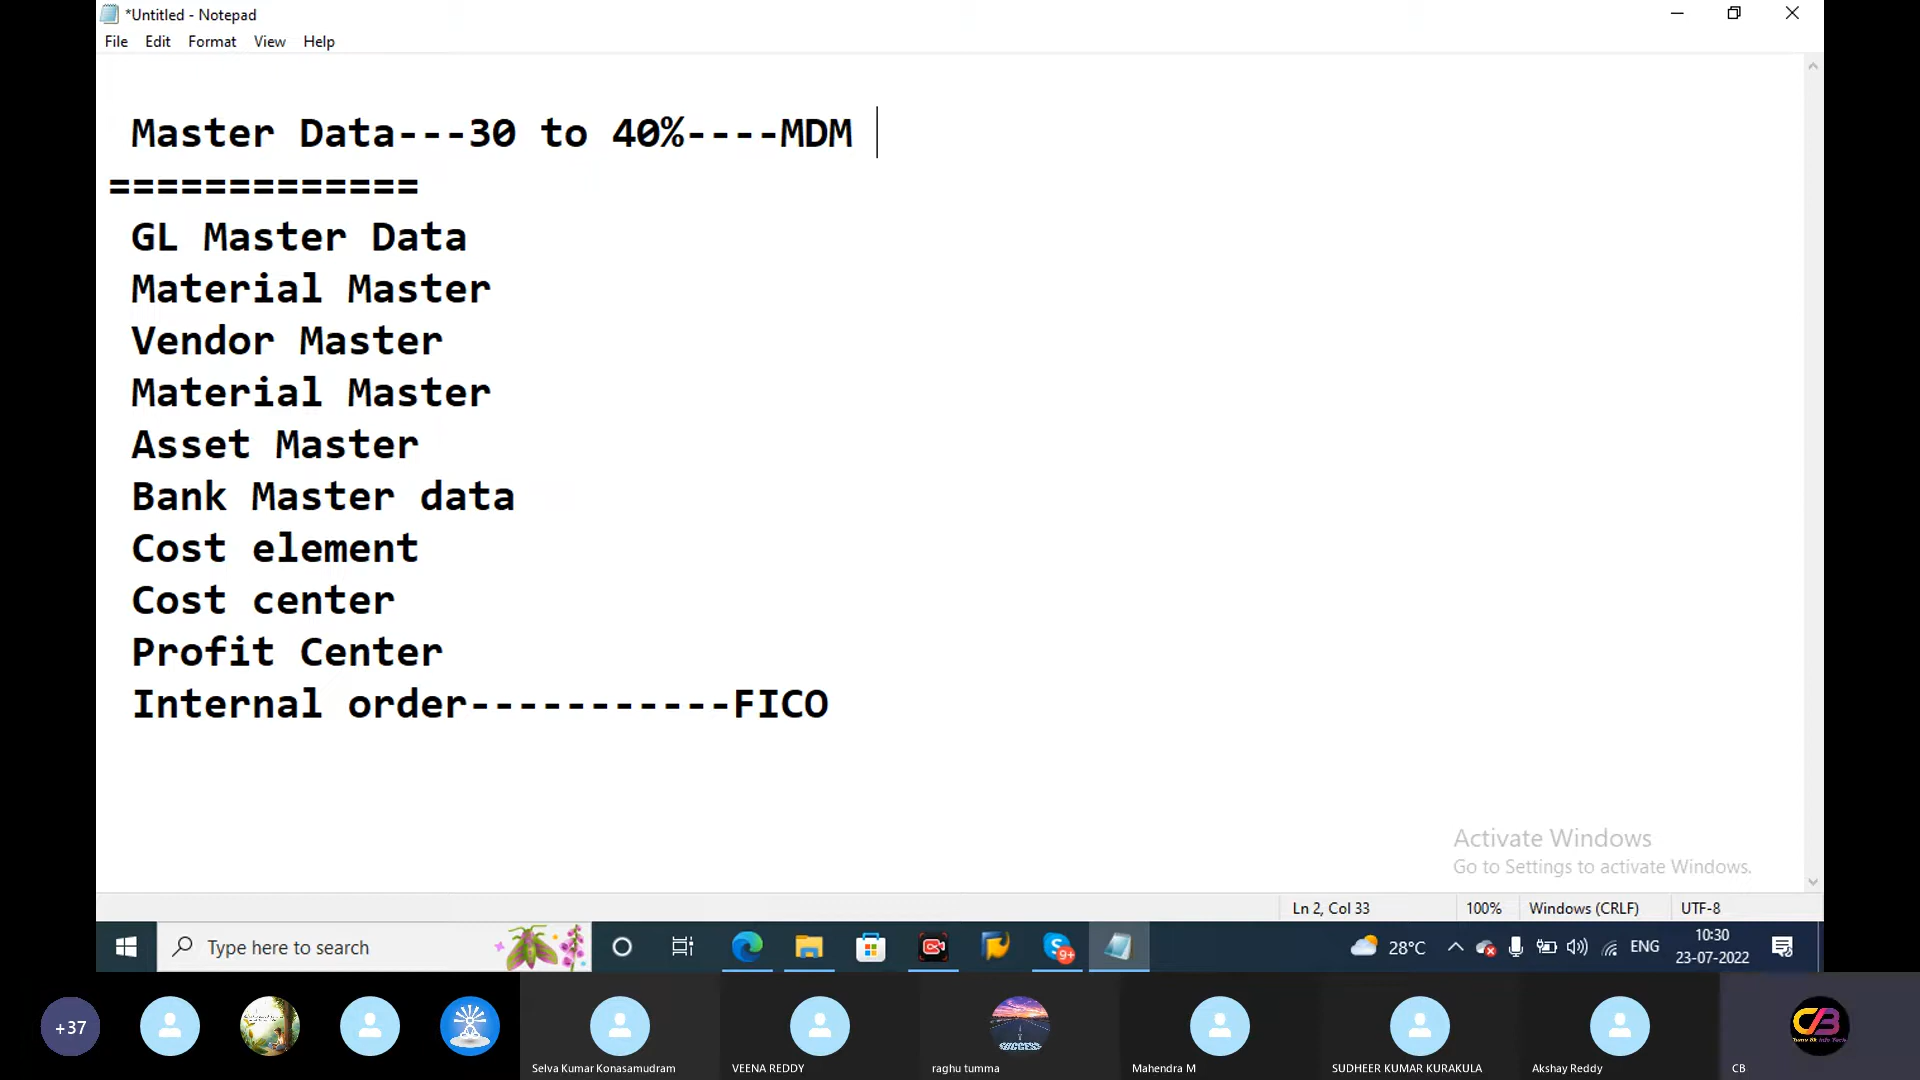 *Untitled - Notepad
File Edit Format View Help
Master Data---30 to 40%----MDM
=============
GL Master Data
Material Master
Vendor Master
Material Master
Asset Master
Bank Master data
Cost element
Cost center
Profit Center
Internal order-----------FICO
Activate Windows
Go to Settings to activate Windows.
Ln 2, Col 33 100% Windows (CRLF) UTF-8
Type here to search 9+ 28°C ENG 10:30
23-07-2022
+37
Selva Kumar Konasamudram VEENA REDDY raghu tumma Mahendra M SUDHEER KUMAR KURAKULA Akshay Reddy CB